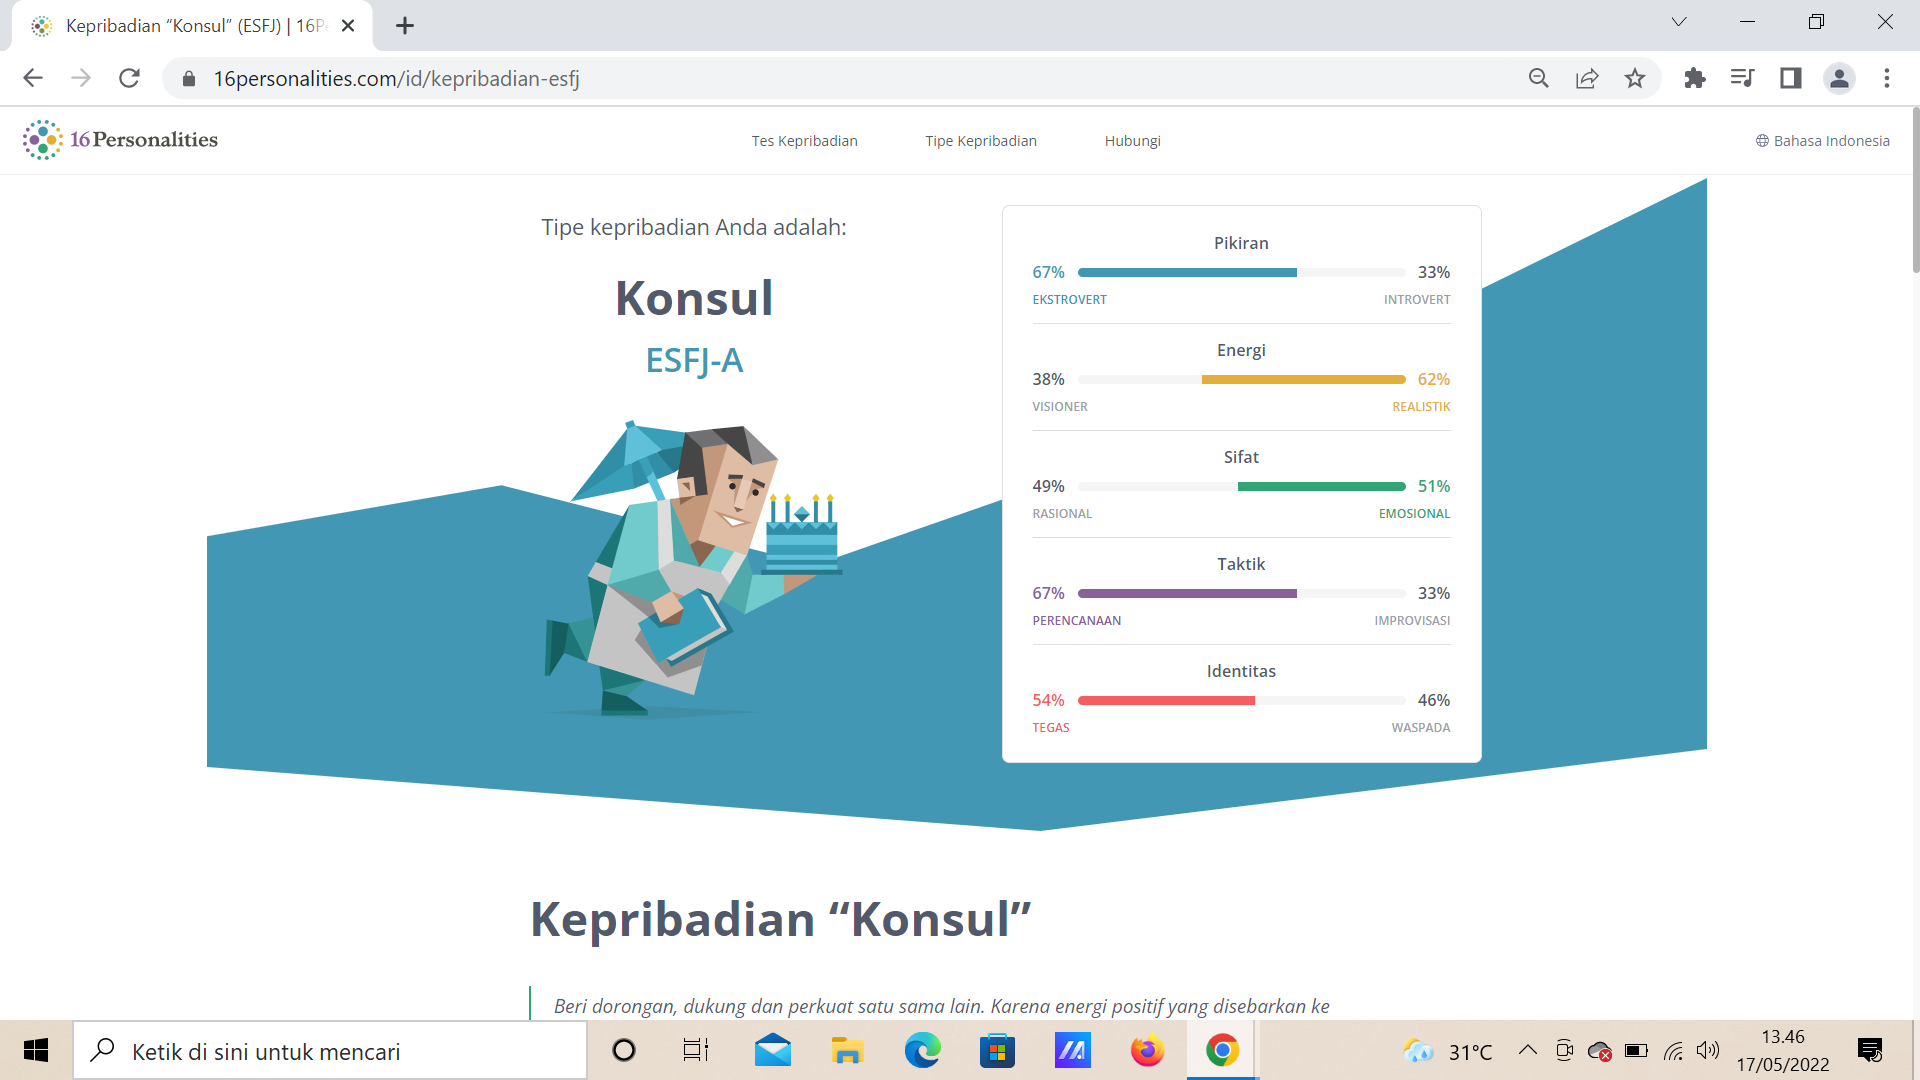 Kepribadian “Konsul” (ESFJ) | 16P
16personalities.com/id/kepribadian-esfj
16Personalities
Tes Kepribadian
Tipe Kepribadian
Hubungi
Bahasa Indonesia
Tipe kepribadian Anda adalah:
Konsul
ESFJ-A
Pikiran
67% 33%
EKSTROVERT INTROVERT
Energi
38% 62%
VISIONER REALISTIK
Sifat
49% 51%
RASIONAL EMOSIONAL
Taktik
67% 33%
PERENCANAAN IMPROVISASI
Identitas
54% 46%
TEGAS WASPADA
Kepribadian “Konsul”
Beri dorongan, dukung dan perkuat satu sama lain. Karena energi positif yang disebarkan ke
Ketik di sini untuk mencari
31°C
13.46
17/05/2022